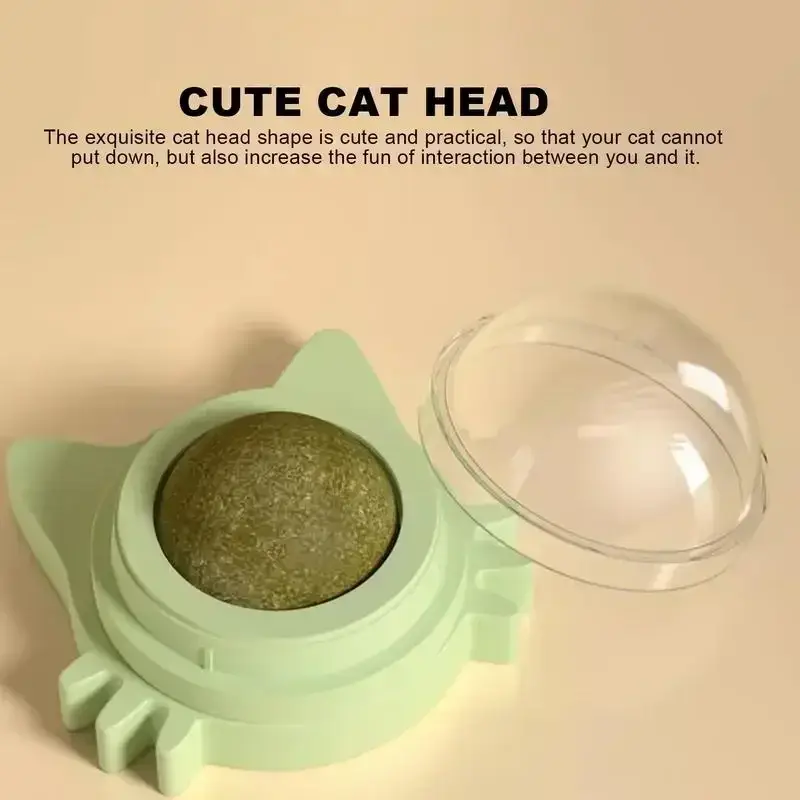 CUTE CAT HEAD
The exquisite cat head shape is cute and practical, so that your cat cannot
put down, but also increase the fun of interaction between you and it.